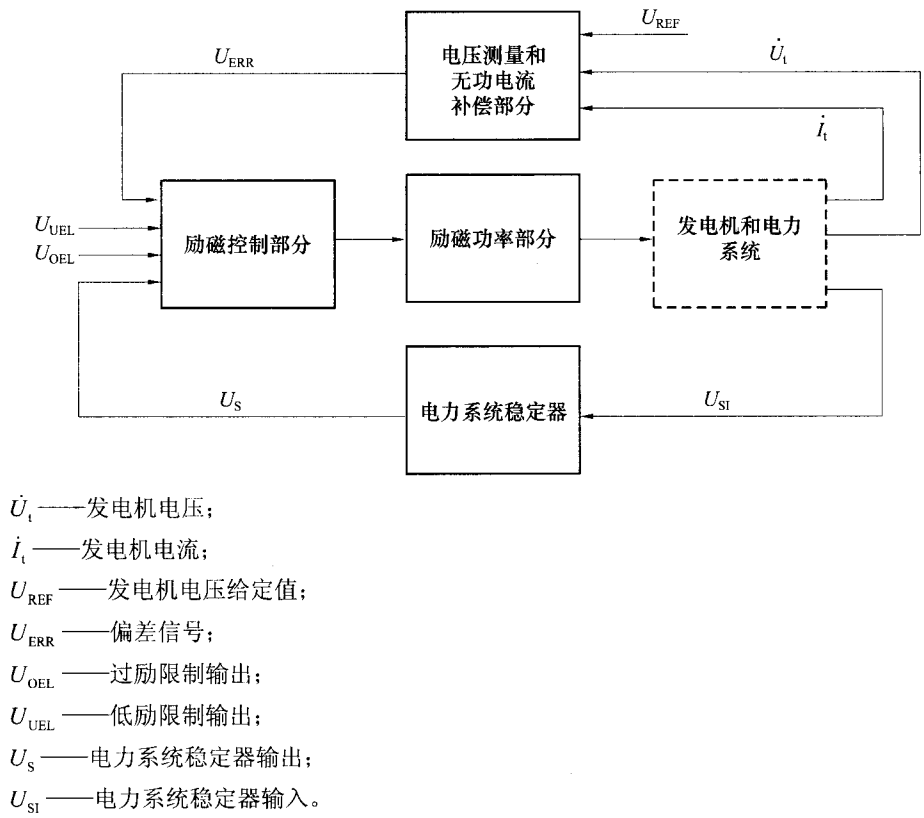 U_REF
U_ERR
电压测量和
无功电流
补偿部分
U̇_t
İ_t
U_UEL
U_OEL
励磁控制部分
励磁功率部分
发电机和电力
系统
U_S
电力系统稳定器
U_SI
U̇_t——发电机电压;
İ_t——发电机电流;
U_REF——发电机电压给定值;
U_ERR——偏差信号;
U_OEL——过励限制输出;
U_UEL——低励限制输出;
U_S——电力系统稳定器输出;
U_SI——电力系统稳定器输入。